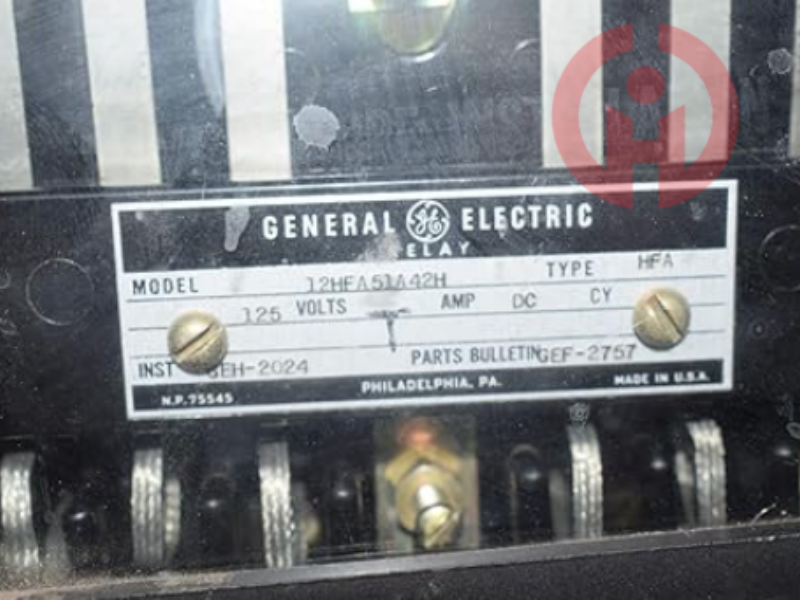 GENERAL GE ELECTRIC
RELAY
MODEL 12HFA51A42H TYPE HFA
125 VOLTS AMP DC CY
INST GEH-2024 PARTS BULLETIN GEF-2757
N.P. 75545 PHILADELPHIA, PA. MADE IN U.S.A.